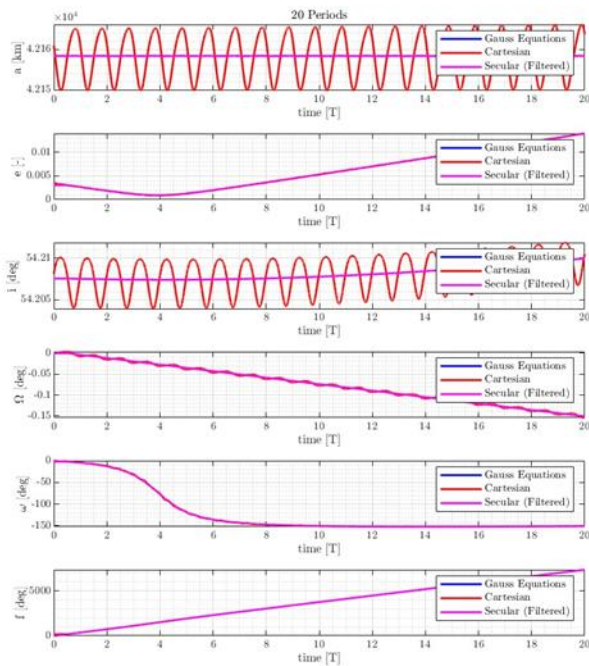 20 Periods
×10⁴
a [km]
4.216
4.215
Gauss Equations
Cartesian
Secular (Filtered)
0 2 4 6 8 10 12 14 16 18 20
time [T]
e [-]
0.01
0.005
0
Gauss Equations
Cartesian
Secular (Filtered)
0 2 4 6 8 10 12 14 16 18 20
time [T]
i [deg]
54.21
54.205
Gauss Equations
Cartesian
Secular (Filtered)
0 2 4 6 8 10 12 14 16 18 20
time [T]
Ω [deg]
0
-0.05
-0.1
-0.15
Gauss Equations
Cartesian
Secular (Filtered)
0 2 4 6 8 10 12 14 16 18 20
time [T]
ω [deg]
0
-50
-100
-150
Gauss Equations
Cartesian
Secular (Filtered)
0 2 4 6 8 10 12 14 16 18 20
time [T]
f [deg]
5000
0
Gauss Equations
Cartesian
Secular (Filtered)
0 2 4 6 8 10 12 14 16 18 20
time [T]